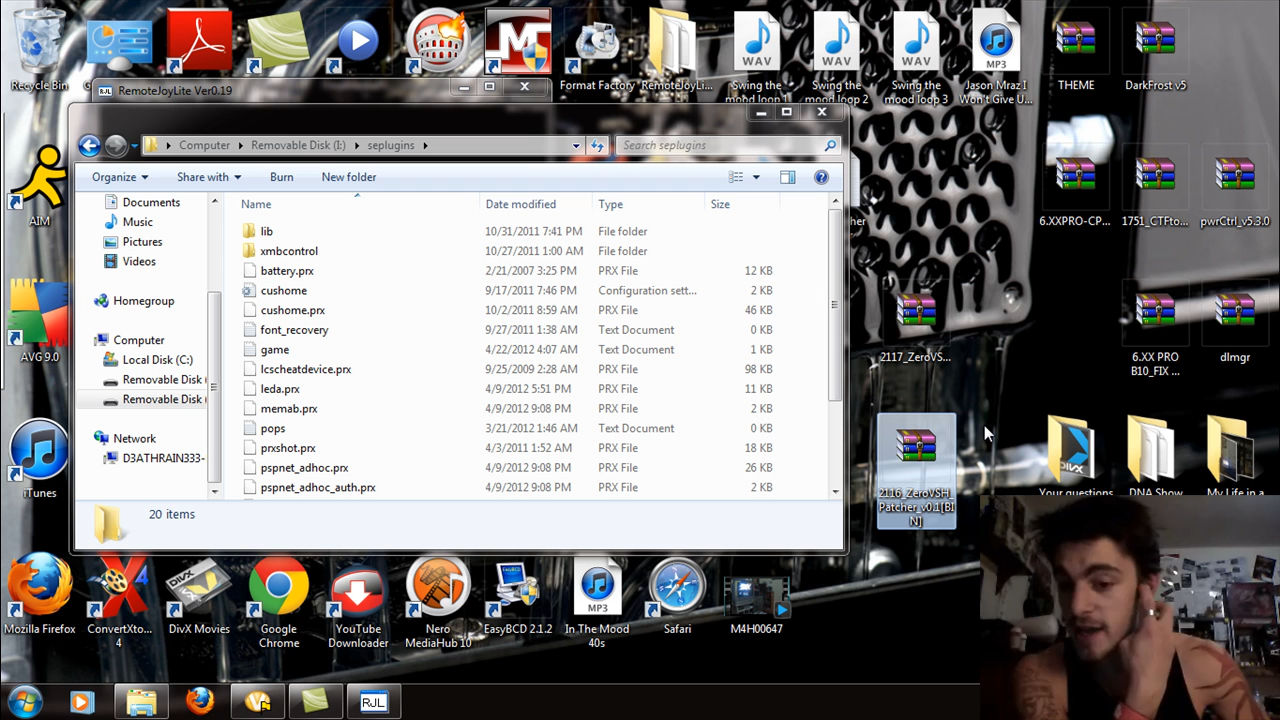 Recycle Bin
Format Factory
RemoteJoyLi...
WAV
Swing the
mood loop 1
WAV
Swing the
mood loop 2
WAV
Swing the
mood loop 3
MP3
Jason Mraz I
Won't Give U...
THEME
DarkFrost v5
RJL RemoteJoyLite Ver0.19
Computer
Removable Disk (I:)
seplugins
Search seplugins
Organize
Share with
Burn
New folder
Documents
Music
Pictures
Videos
Homegroup
Computer
Local Disk (C:)
Removable Disk
Removable Disk
Network
D3ATHRAIN333-
Name Date modified Type Size
lib 10/31/2011 7:41 PM File folder
xmbcontrol 10/27/2011 1:00 AM File folder
battery.prx 2/21/2007 3:25 PM PRX File 12 KB
cushome 9/17/2011 7:46 PM Configuration sett... 2 KB
cushome.prx 10/2/2011 8:59 AM PRX File 46 KB
font_recovery 9/27/2011 1:38 AM Text Document 0 KB
game 4/22/2012 4:07 AM Text Document 1 KB
lcscheatdevice.prx 9/25/2009 2:28 AM PRX File 98 KB
leda.prx 4/9/2012 5:51 PM PRX File 11 KB
memab.prx 4/9/2012 9:08 PM PRX File 2 KB
pops 3/21/2012 1:46 AM Text Document 0 KB
prxshot.prx 4/3/2011 1:52 AM PRX File 18 KB
pspnet_adhoc.prx 4/9/2012 9:08 PM PRX File 26 KB
pspnet_adhoc_auth.prx 4/9/2012 9:08 PM PRX File 2 KB
20 items
AIM
AVG 9.0
iTunes
6.XXPRO-CP...
1751_CTFto...
pwrCtrl_v5.3.0
2117_ZeroVS...
6.XX PRO
B10_FIX ...
dlmgr
2116_ZeroVSH_
Patcher_v0.1[BI
N]
Your questions
DNA Show
My Life in a
Mozilla Firefox
ConvertXto...
4
DivX Movies
Google
Chrome
YouTube
Downloader
Nero
MediaHub 10
EasyBCD 2.1.2
MP3
In The Mood
40s
Safari
M4H00647
RJL